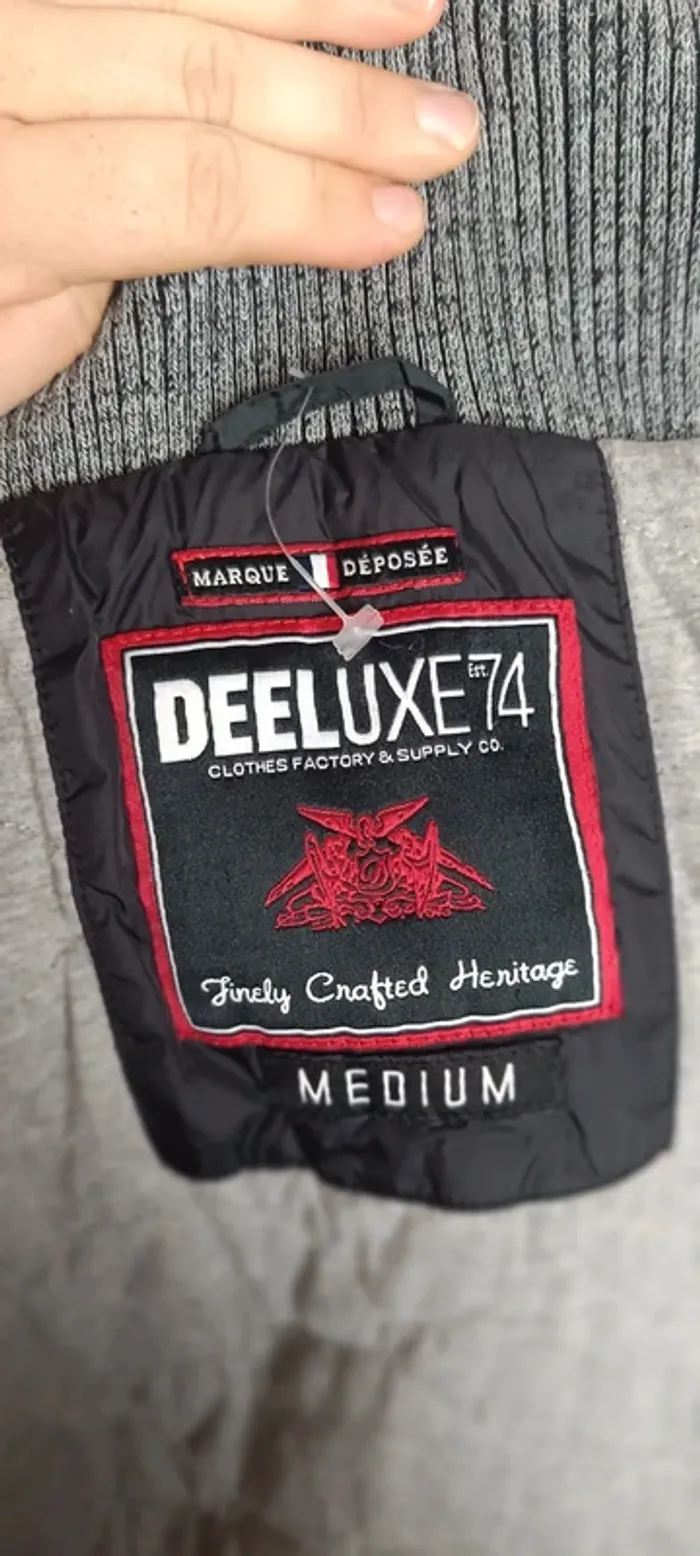 MARQUE DÉPOSÉE
DEELUXE Est. 74
CLOTHES FACTORY & SUPPLY CO.
Finely Crafted Heritage
MEDIUM